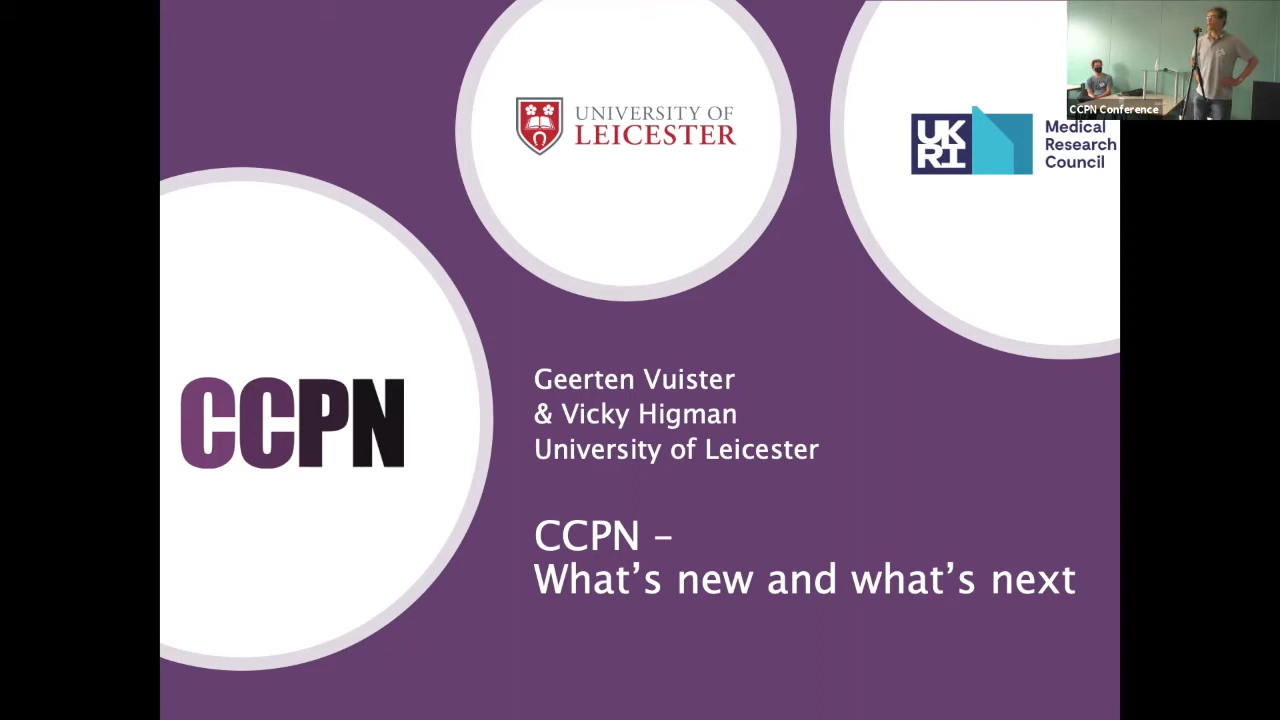 UNIVERSITY OF
LEICESTER
UK
RI
Medical
Research
Council
CCPN Conference
CCPN
Geerten Vuister
& Vicky Higman
University of Leicester
CCPN –
What's new and what's next